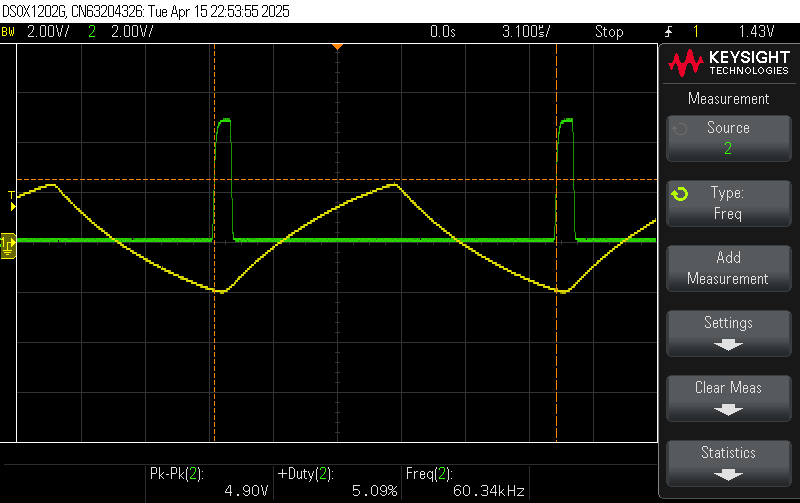 DSOX1202G, CN63204326: Tue Apr 15 22:53:55 2025
BW 2.00V/ 2 2.00V/ 0.0s 3.100㎲/ Stop 1 1.43V
KEYSIGHT
TECHNOLOGIES
Measurement
Source
2
Type:
Freq
Add
Measurement
Settings
Clear Meas
Statistics
T
1
Pk-Pk(2): +Duty(2): Freq(2):
4.90V 5.09% 60.34kHz